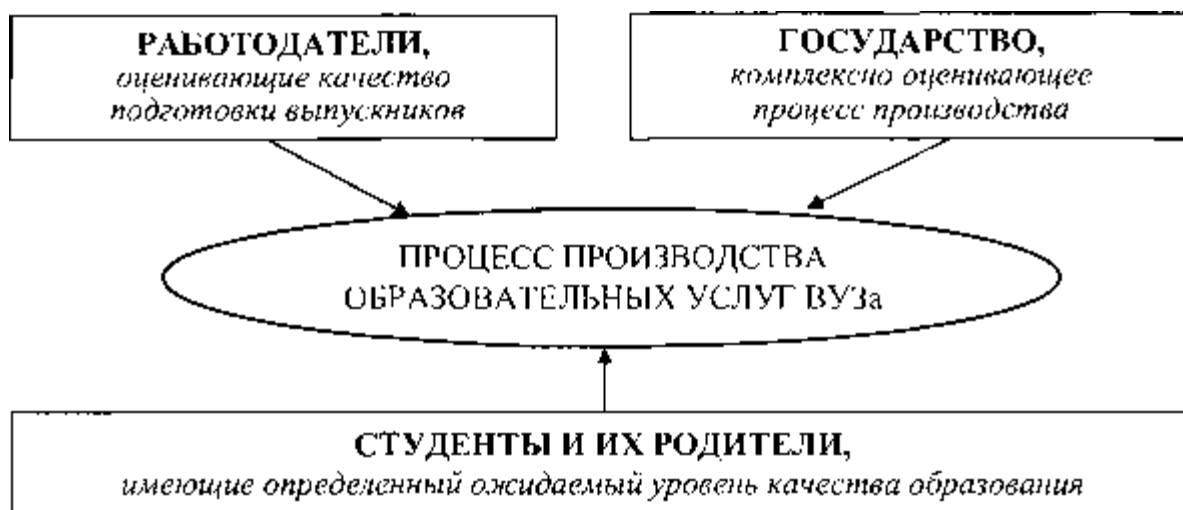 РАБОТОДАТЕЛИ,
оценивающие качество
подготовки выпускников
ГОСУДАРСТВО,
комплексно оценивающее
процесс производства
ПРОЦЕСС ПРОИЗВОДСТВА
ОБРАЗОВАТЕЛЬНЫХ УСЛУГ ВУЗа
СТУДЕНТЫ И ИХ РОДИТЕЛИ,
имеющие определенный ожидаемый уровень качества образования